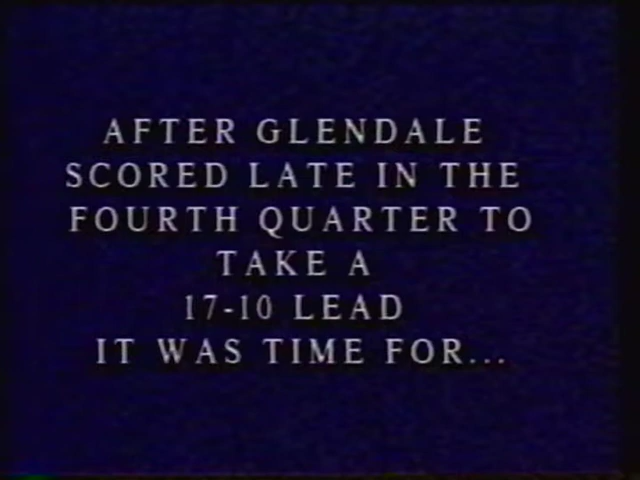 AFTER GLENDALE
SCORED LATE IN THE
FOURTH QUARTER TO
TAKE A
17-10 LEAD
IT WAS TIME FOR...